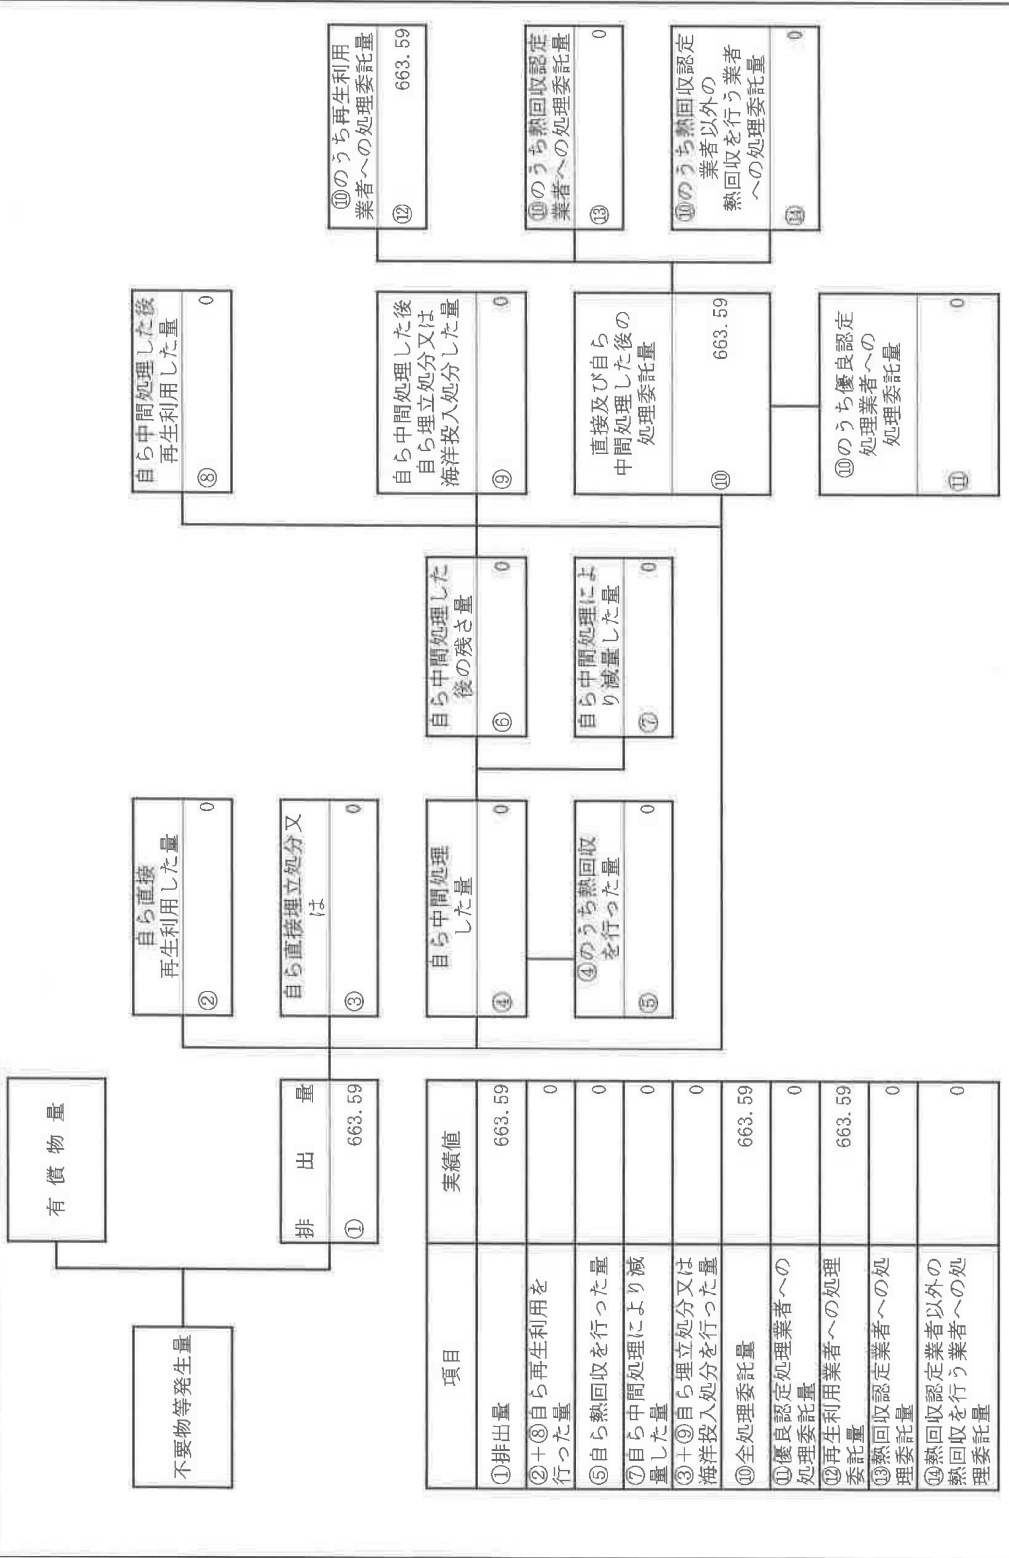 不要物等発生量
有償物量
排出量
① 663.59
自ら直接
再生利用した量
② 0
自ら直接埋立処分又
は
③ 0
自ら中間処理
した量
④ 0
④のうち熱回収
を行った量
⑤ 0
自ら中間処理した
後の残さ量
⑥ 0
自ら中間処理によ
り減量した量
⑦ 0
自ら中間処理した後
再生利用した量
⑧ 0
自ら中間処理した後
自ら埋立処分又は
海洋投入処分した量
⑨ 0
直接及び自ら
中間処理した後の
処理委託量
⑩ 663.59
⑩のうち優良認定
処理業者への
処理委託量
⑪ 0
⑩のうち再生利用
業者への処理委託量
⑫ 663.59
⑩のうち熱回収認定
業者への処理委託量
⑬ 0
⑩のうち熱回収認定
業者以外の
熱回収を行う業者
への処理委託量
⑭ 0
項目 実績値
①排出量 663.59
②+⑧自ら再生利用を
行った量 0
⑤自ら熱回収を行った量 0
⑦自ら中間処理により減
量した量 0
③+⑨自ら埋立処分又は
海洋投入処分を行った量 0
⑩全処理委託量 663.59
⑪優良認定処理業者への
処理委託量 0
⑫再生利用業者への処理
委託量 663.59
⑬熱回収認定業者への処
理委託量 0
⑭熱回収認定業者以外の
熱回収を行う業者への処
理委託量 0